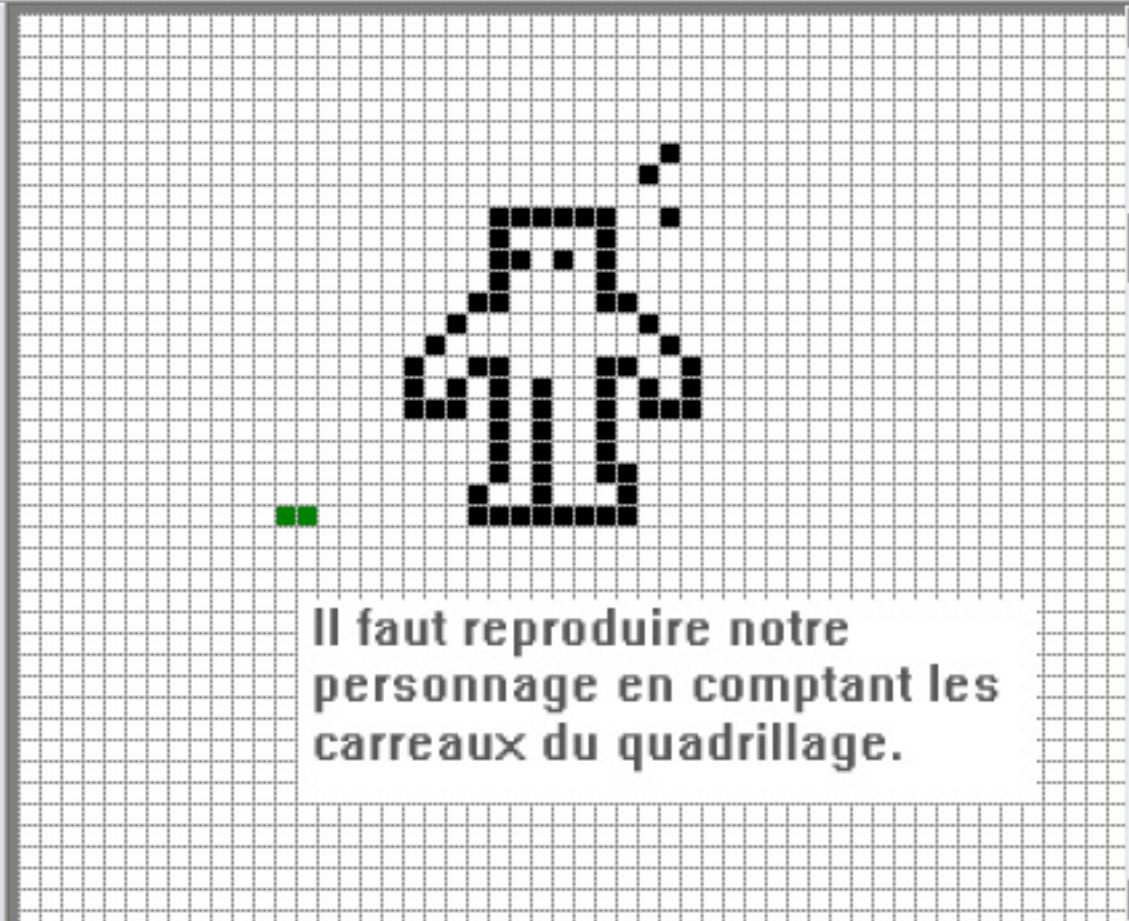 Il faut reproduire notre
personnage en comptant les
carreaux du quadrillage.